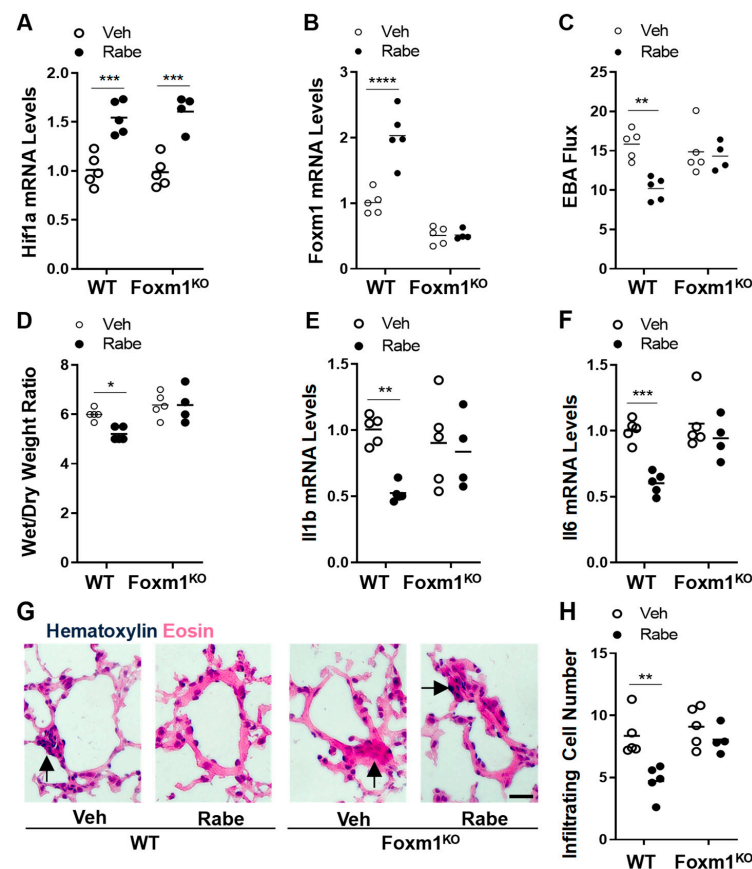 A
Veh
Rabe
Hif1a mRNA Levels
2.0
1.5
1.0
0.5
0.0
***
***
WT
Foxm1KO
B
Veh
Rabe
Foxm1 mRNA Levels
3
2
1
0
****
WT
Foxm1KO
C
Veh
Rabe
EBA Flux
25
20
15
10
5
0
**
WT
Foxm1KO
D
Veh
Rabe
Wet/Dry Weight Ratio
8
6
4
2
0
*
WT
Foxm1KO
E
Veh
Rabe
Il1b mRNA Levels
1.5
1.0
0.5
0.0
**
WT
Foxm1KO
F
Veh
Rabe
Il6 mRNA Levels
1.5
1.0
0.5
0.0
***
WT
Foxm1KO
G
Hematoxylin Eosin
Veh
Rabe
Veh
Rabe
WT
Foxm1KO
H
Veh
Rabe
Infiltrating Cell Number
15
10
5
0
**
WT
Foxm1KO